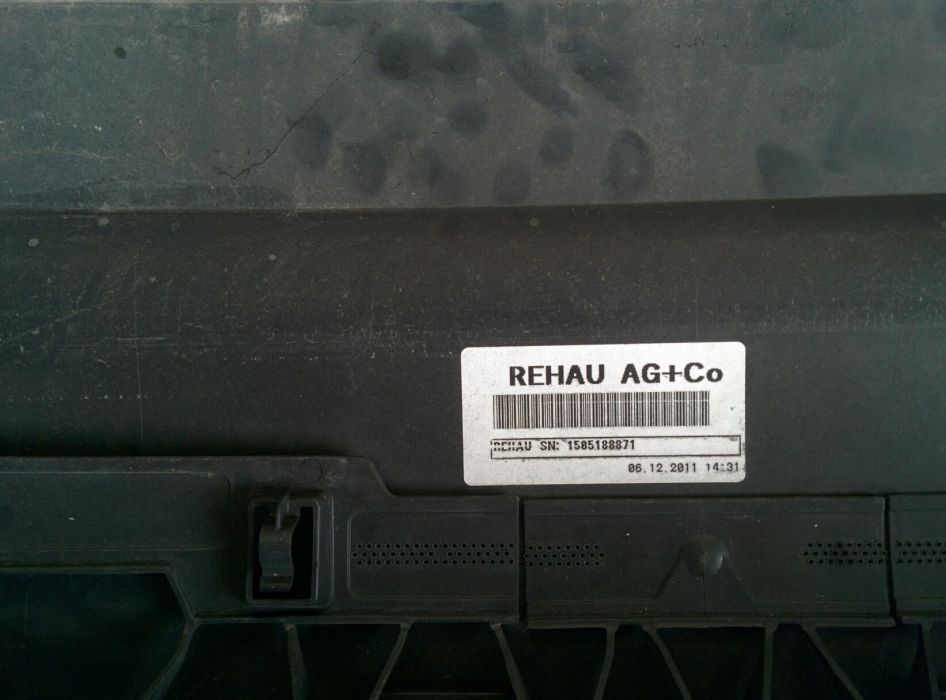 REHAU AG+Co
REHAU SN: 1505188871
06.12.2011 14:31